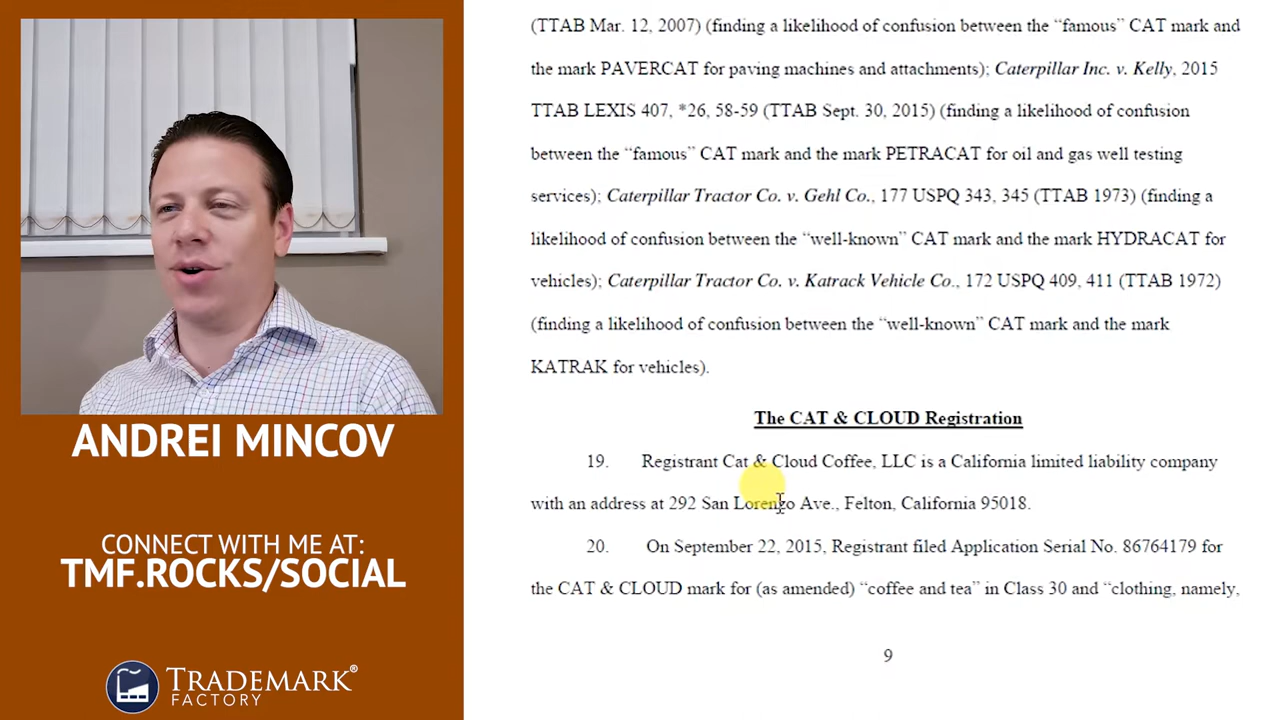 (TTAB Mar. 12, 2007) (finding a likelihood of confusion between the “famous” CAT mark and
the mark PAVERCAT for paving machines and attachments); Caterpillar Inc. v. Kelly, 2015
TTAB LEXIS 407, *26, 58-59 (TTAB Sept. 30, 2015) (finding a likelihood of confusion
between the “famous” CAT mark and the mark PETRACAT for oil and gas well testing
services); Caterpillar Tractor Co. v. Gehl Co., 177 USPQ 343, 345 (TTAB 1973) (finding a
likelihood of confusion between the “well-known” CAT mark and the mark HYDRACAT for
vehicles); Caterpillar Tractor Co. v. Katrack Vehicle Co., 172 USPQ 409, 411 (TTAB 1972)
(finding a likelihood of confusion between the “well-known” CAT mark and the mark
KATRAK for vehicles).
The CAT & CLOUD Registration
19. Registrant Cat & Cloud Coffee, LLC is a California limited liability company
with an address at 292 San Lorenzo Ave., Felton, California 95018.
20. On September 22, 2015, Registrant filed Application Serial No. 86764179 for
the CAT & CLOUD mark for (as amended) “coffee and tea” in Class 30 and “clothing, namely,
9
ANDREI MINCOV
CONNECT WITH ME AT:
TMF.ROCKS/SOCIAL
TRADEMARK®
FACTORY